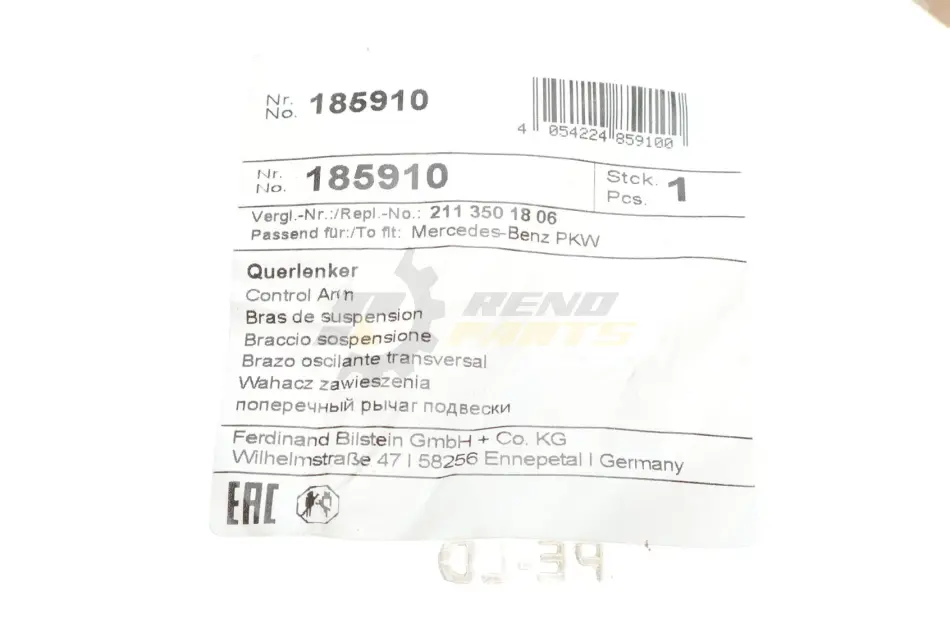 Nr.
No. 185910
4 054224 859100
Nr.
No. 185910
Stck.
Pcs. 1
Vergl.-Nr.:/Repl.-No.: 211 350 18 06
Passend für:/To fit: Mercedes-Benz PKW
Querlenker
Control Arm
Bras de suspension
Braccio sospensione
Brazo oscilante transversal
Wahacz zawieszenia
поперечный рычаг подвески
RENO
PARTS
Ferdinand Bilstein GmbH + Co. KG
Wilhelmstraße 47 | 58256 Ennepetal | Germany
EAC
PE-LD